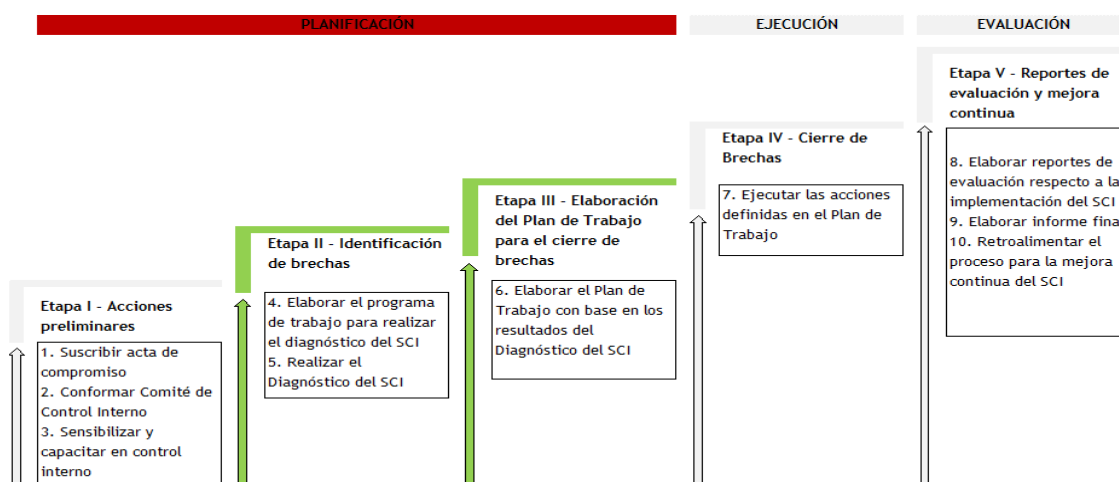 PLANIFICACIÓN
EJECUCIÓN
EVALUACIÓN
Etapa I - Acciones
preliminares
1. Suscribir acta de
compromiso
2. Conformar Comité de
Control Interno
3. Sensibilizar y
capacitar en control
interno
Etapa II - Identificación
de brechas
4. Elaborar el programa
de trabajo para realizar
el diagnóstico del SCI
5. Realizar el
Diagnóstico del SCI
Etapa III - Elaboración
del Plan de Trabajo
para el cierre de
brechas
6. Elaborar el Plan de
Trabajo con base en los
resultados del
Diagnóstico del SCI
Etapa IV - Cierre de
Brechas
7. Ejecutar las acciones
definidas en el Plan de
Trabajo
Etapa V - Reportes de
evaluación y mejora
continua
8. Elaborar reportes de
evaluación respecto a la
implementación del SCI
9. Elaborar informe fina
10. Retroalimentar el
proceso para la mejora
continua del SCI